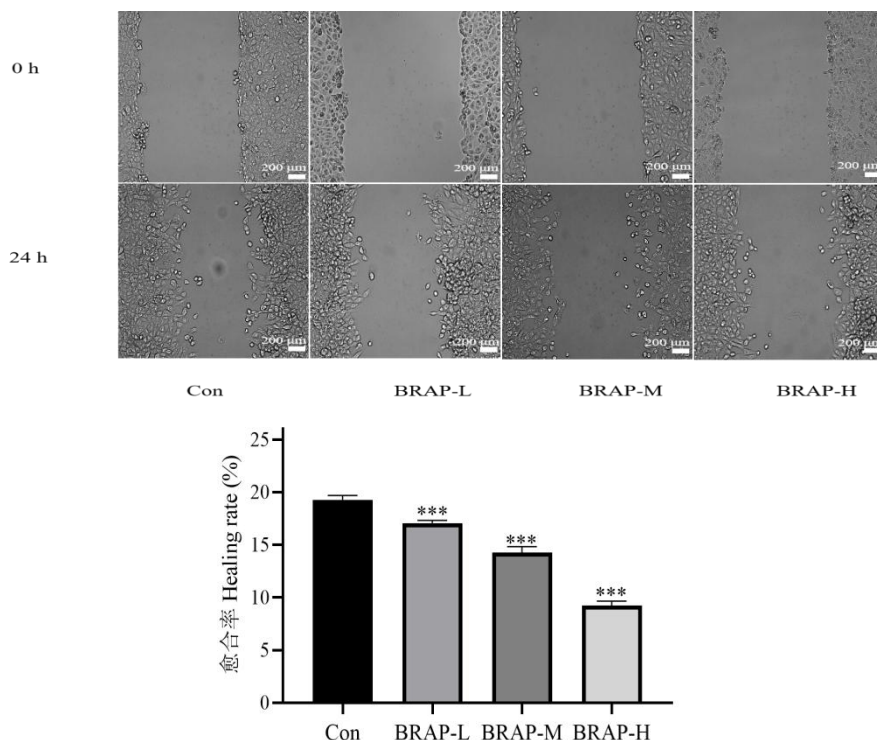 0 h
200 μm
200 μm
200 μm
200 μm
24 h
200 μm
200 μm
200 μm
200 μm
Con BRAP-L BRAP-M BRAP-H
愈合率 Healing rate (%)
25
20
15
10
5
0
***
***
***
Con BRAP-L BRAP-M BRAP-H